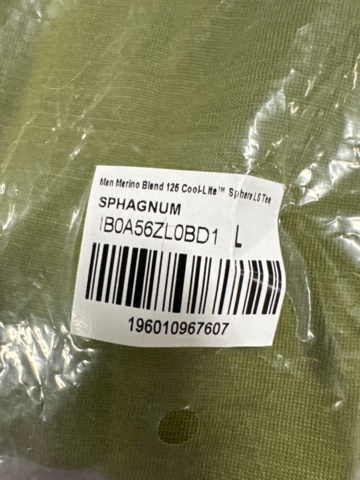 Men Merino Blend 125 Cool-Lite™ Sphere LS Tee
SPHAGNUM
IB0A56ZL0BD1 L
196010967607